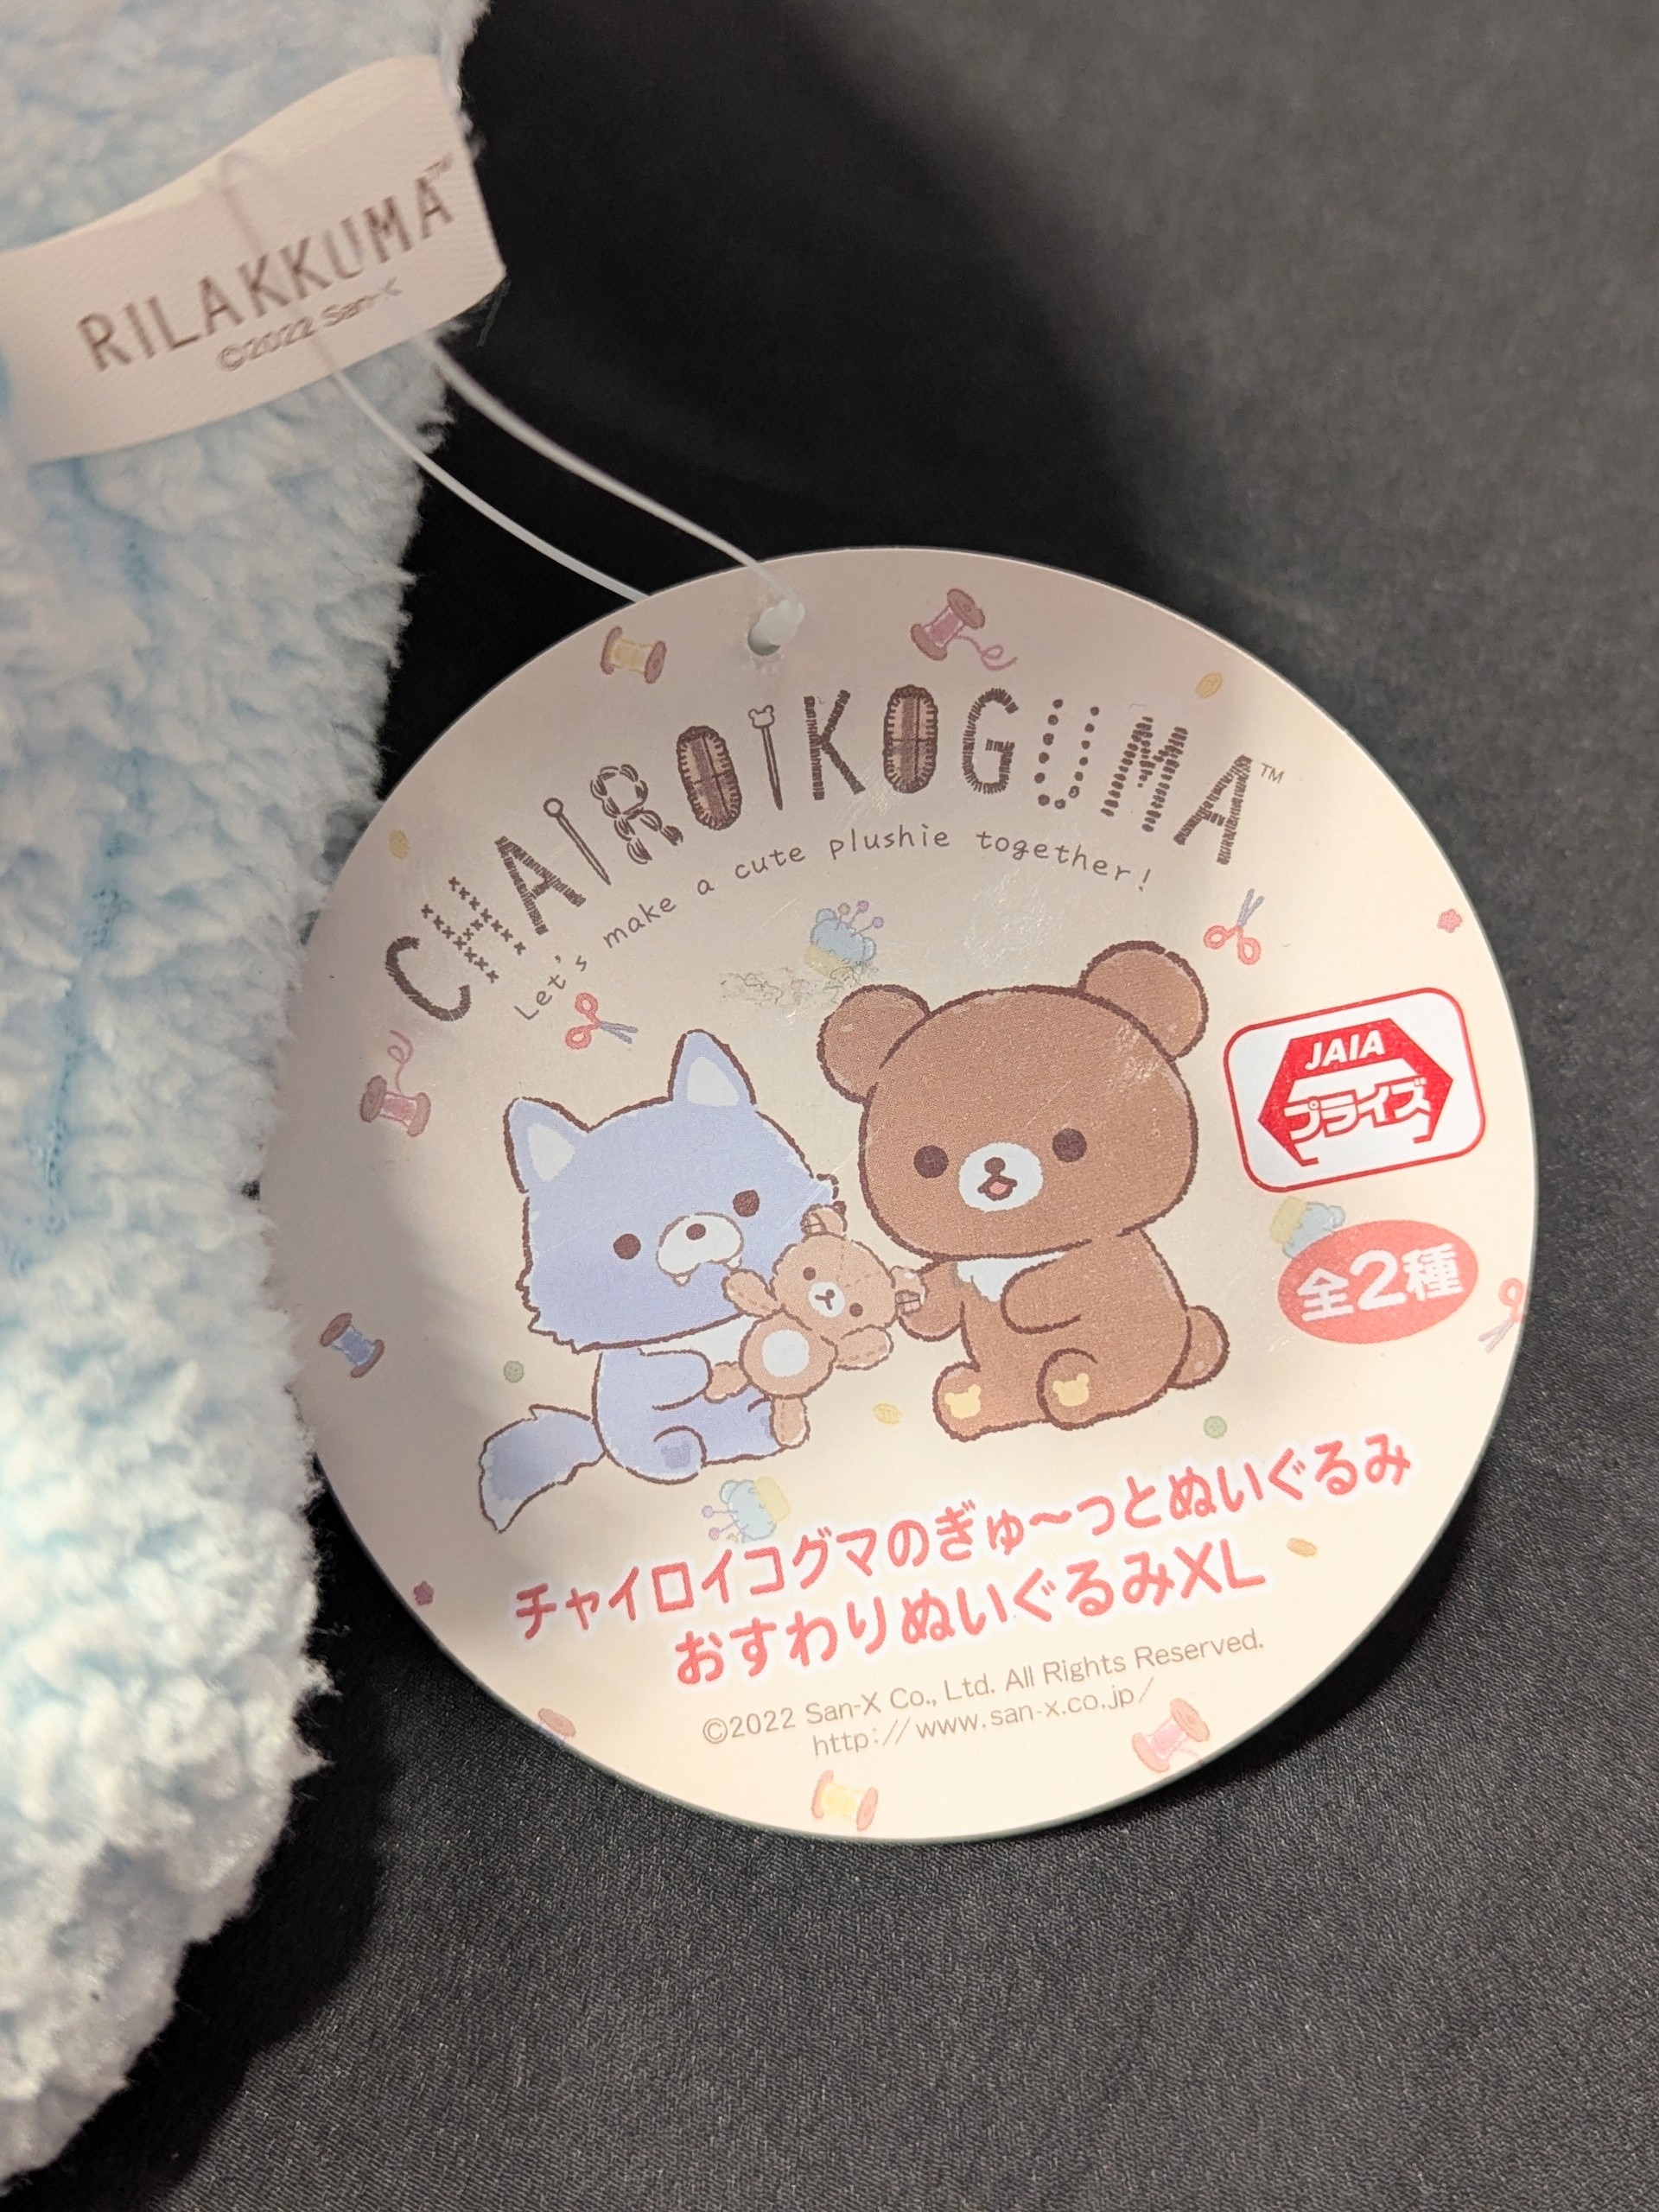 RILAKKUMA™
©2022 San-X
CHAIROIKOGUMA™
Let's make a cute plushie together!
JAIA
プライズ
全2種
チャイロイコグマのぎゅ〜っとぬいぐるみ
おすわりぬいぐるみXL
©2022 San-X Co., Ltd. All Rights Reserved.
http://www.san-x.co.jp/